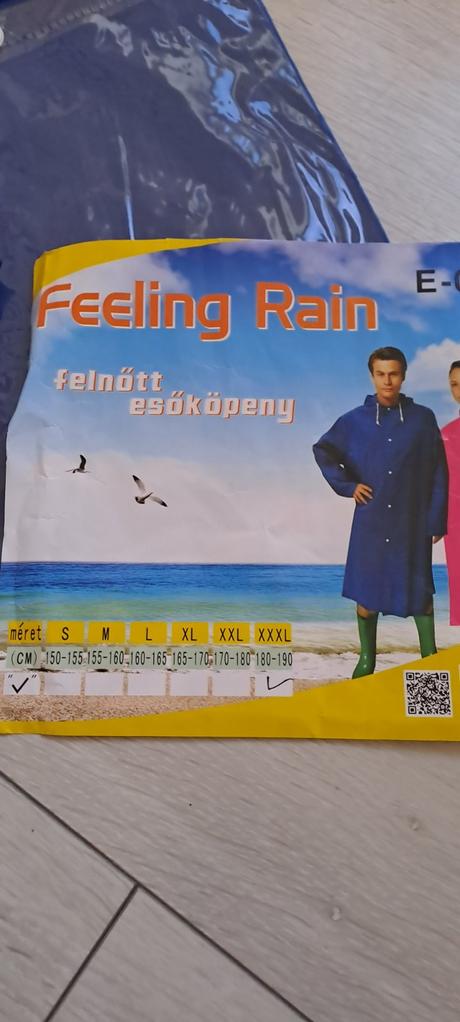 Feeling Rain
felnőtt
esőköpeny
méret S M L XL XXL XXXL
(CM) 150-155 155-160 160-165 165-170 170-180 180-190
"✓" ✓